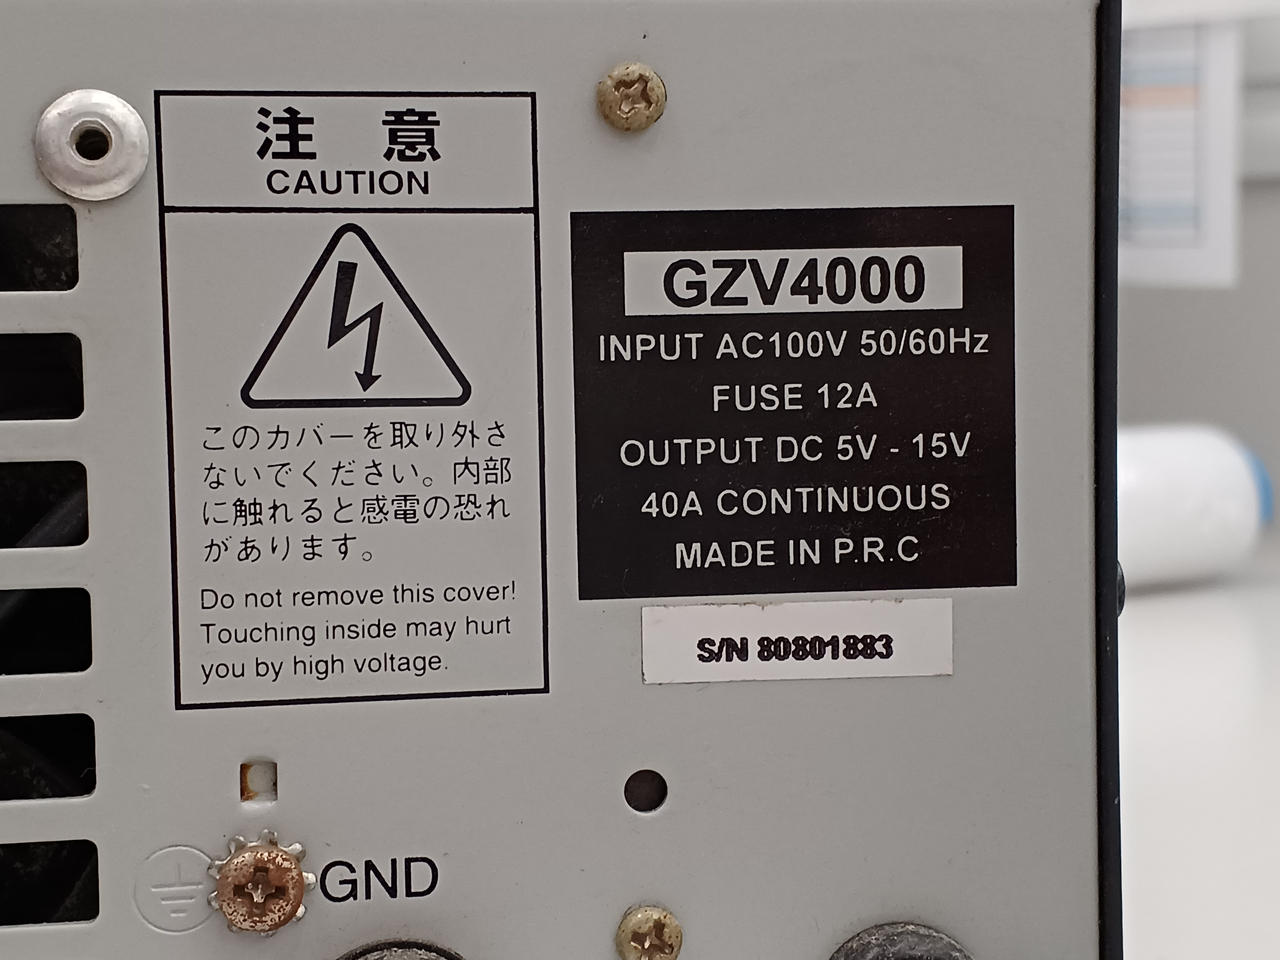 注 意
CAUTION
このカバーを取り外さ
ないでください。内部
に触れると感電の恐れ
があります。
Do not remove this cover!
Touching inside may hurt
you by high voltage.
GZV4000
INPUT AC100V 50/60Hz
FUSE 12A
OUTPUT DC 5V - 15V
40A CONTINUOUS
MADE IN P.R.C
S/N 80801883
GND